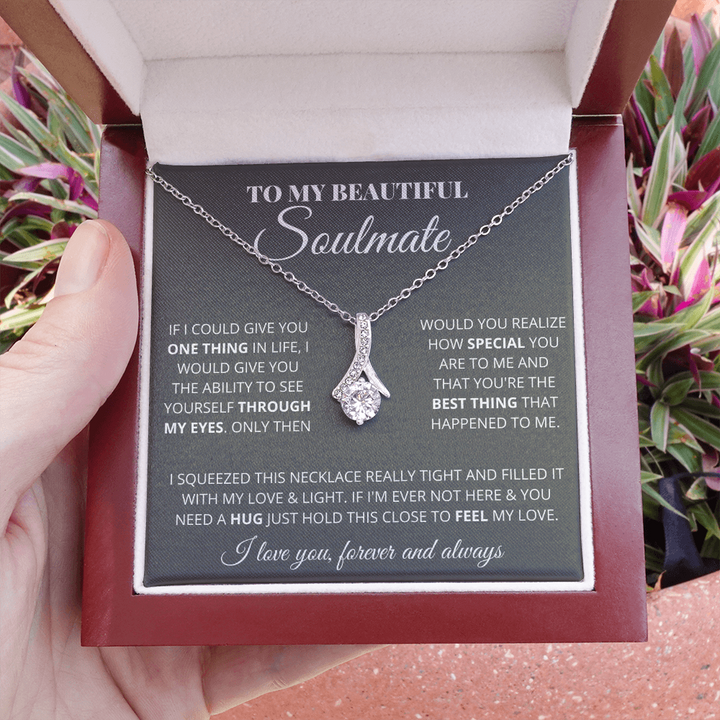 TO MY BEAUTIFUL
Soulmate
IF I COULD GIVE YOU
ONE THING IN LIFE, I
WOULD GIVE YOU
THE ABILITY TO SEE
YOURSELF THROUGH
MY EYES. ONLY THEN
WOULD YOU REALIZE
HOW SPECIAL YOU
ARE TO ME AND
THAT YOU'RE THE
BEST THING THAT
HAPPENED TO ME.
I SQUEEZED THIS NECKLACE REALLY TIGHT AND FILLED IT
WITH MY LOVE & LIGHT. IF I'M EVER NOT HERE & YOU
NEED A HUG JUST HOLD THIS CLOSE TO FEEL MY LOVE.
I love you, forever and always